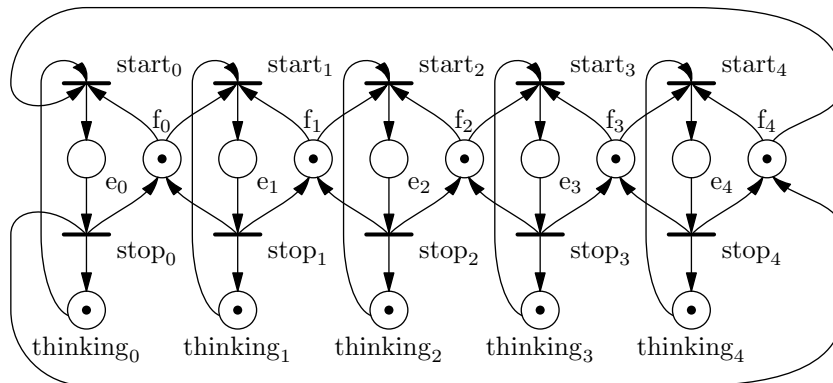 start₀ start₁ start₂ start₃ start₄
f₀ f₁ f₂ f₃ f₄
e₀ e₁ e₂ e₃ e₄
stop₀ stop₁ stop₂ stop₃ stop₄
thinking₀ thinking₁ thinking₂ thinking₃ thinking₄